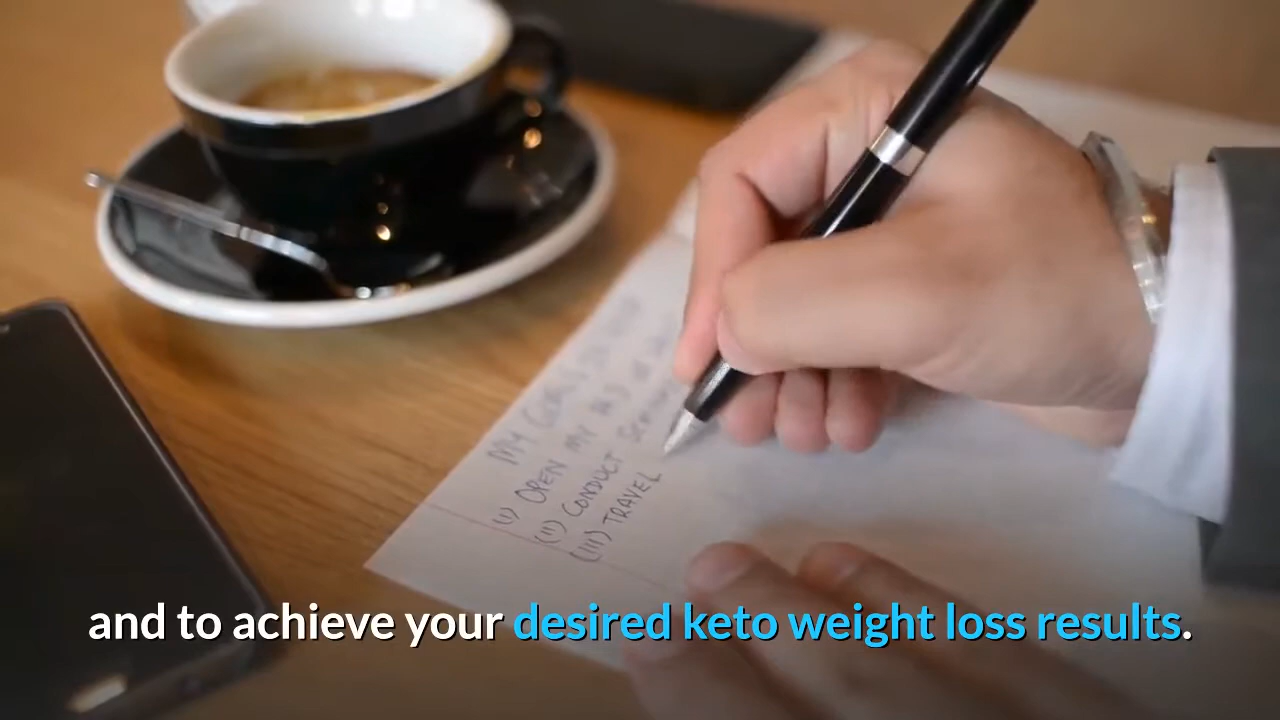 MY
(I) OPEN MY
(II) CONDUCT
(III) TRAVEL
and to achieve your desired keto weight loss results.